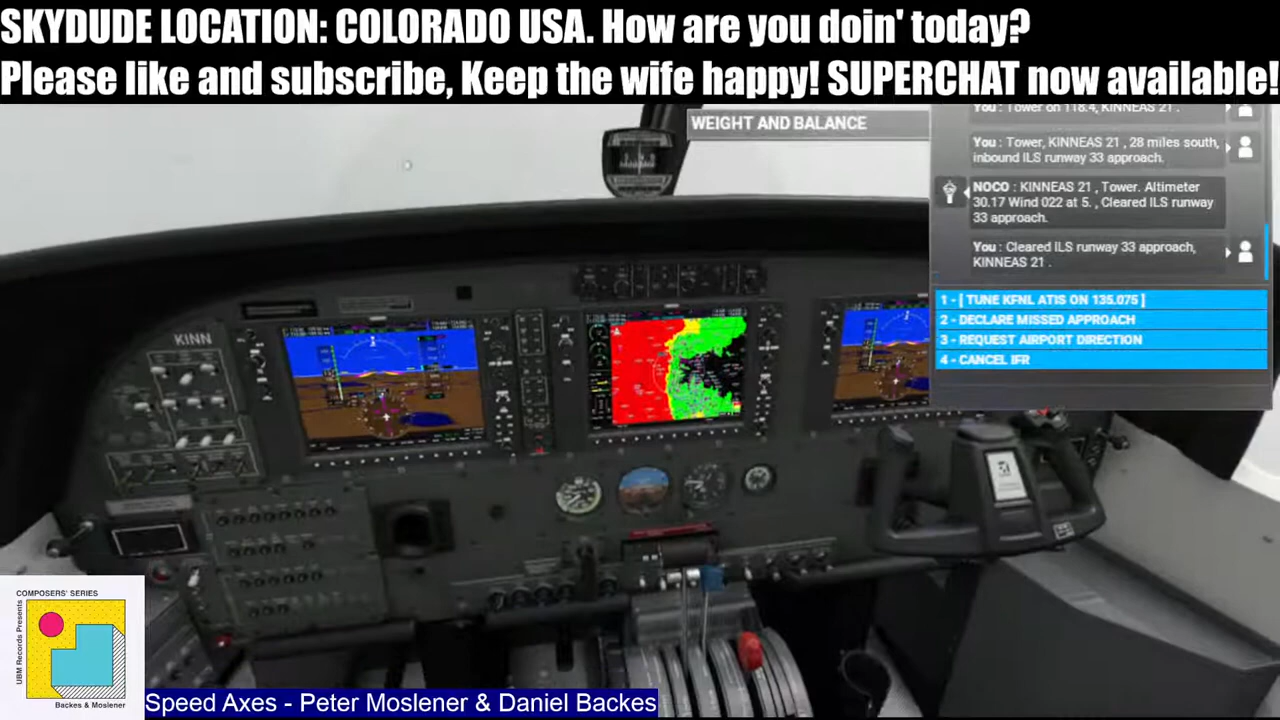 SKYDUDE LOCATION: COLORADO USA. How are you doin' today?
Please like and subscribe, Keep the wife happy! SUPERCHAT now available!
WEIGHT AND BALANCE
You : Tower on 118.4, KINNEAS 21 .
You : Tower, KINNEAS 21 , 28 miles south,
inbound ILS runway 33 approach.
NOCO : KINNEAS 21 , Tower. Altimeter
30.17 Wind 022 at 5. , Cleared ILS runway
33 approach.
You : Cleared ILS runway 33 approach,
KINNEAS 21 .
1 - [ TUNE KFNL ATIS ON 135.075 ]
2 - DECLARE MISSED APPROACH
3 - REQUEST AIRPORT DIRECTION
4 - CANCEL IFR
KINN
COMPOSERS' SERIES
UBM Records Presents
Backes & Moslener
Speed Axes - Peter Moslener & Daniel Backes